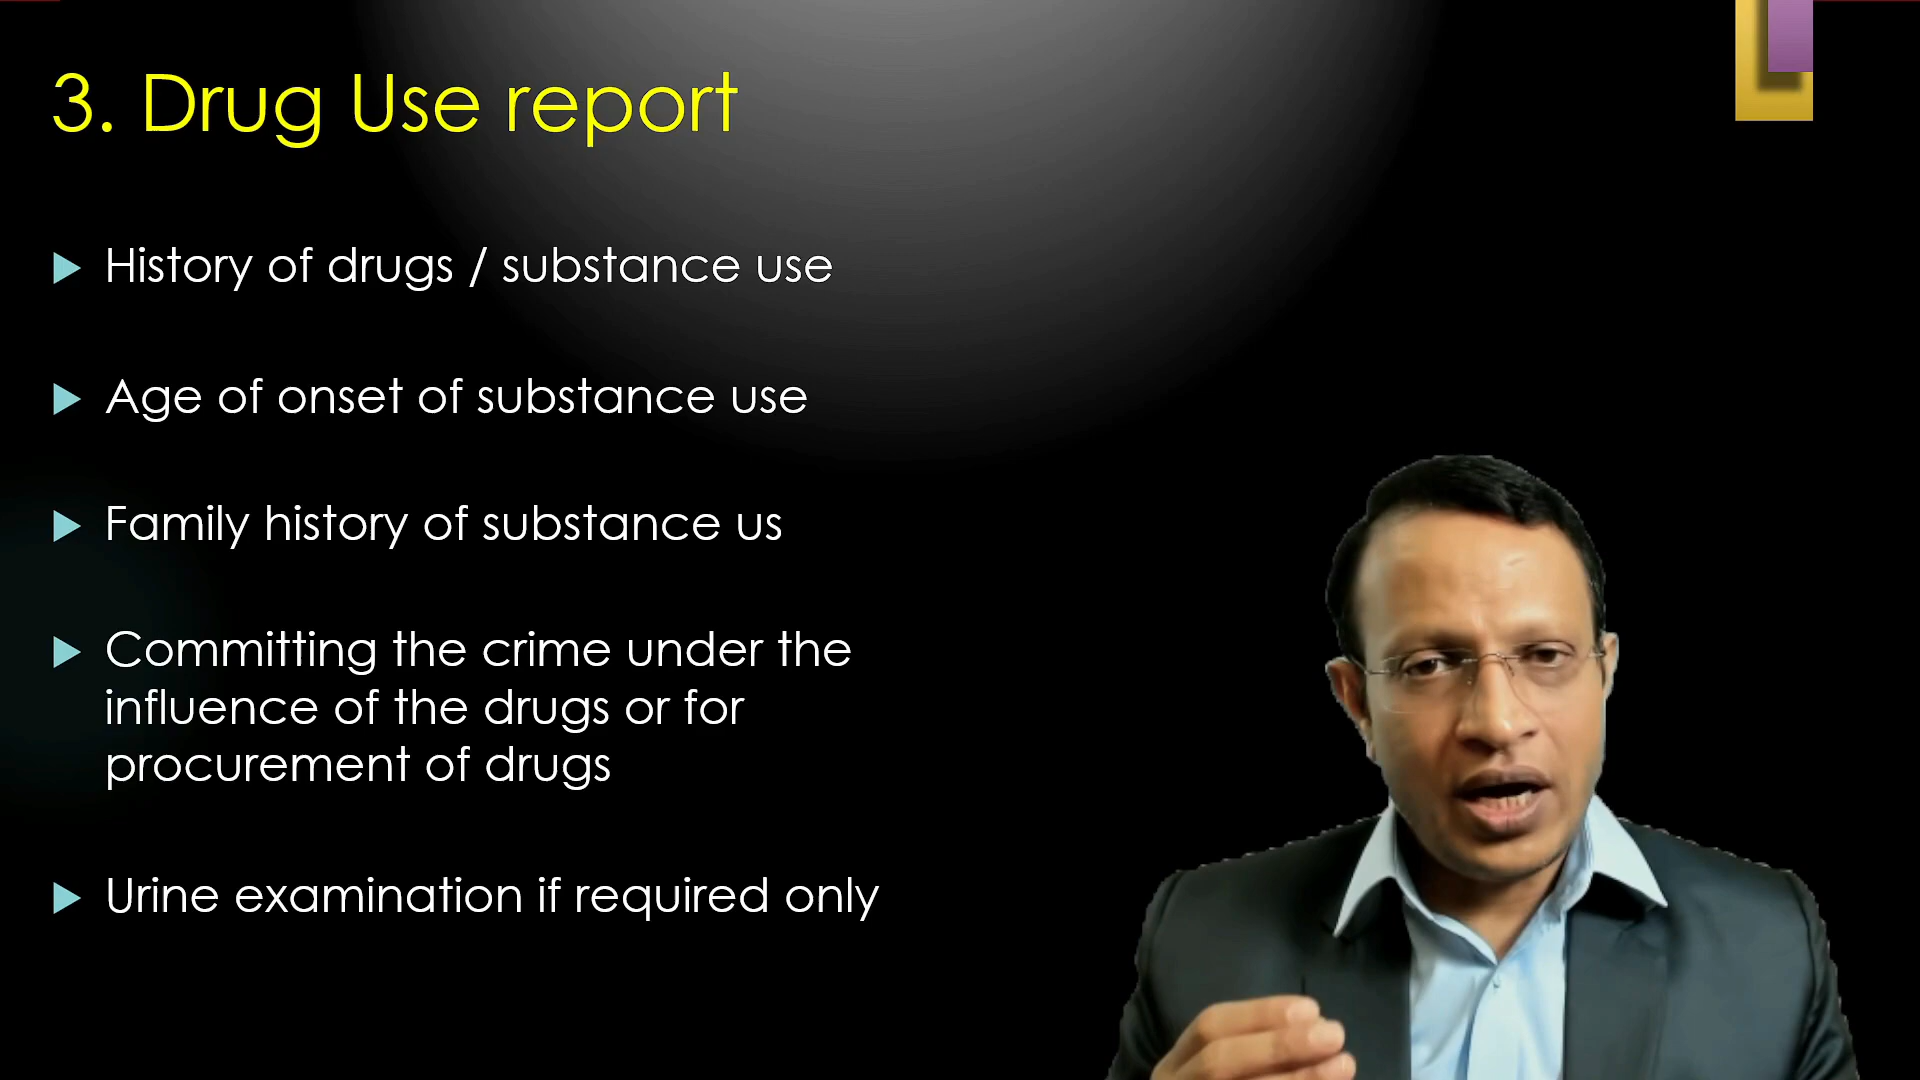 3. Drug Use report
History of drugs / substance use
Age of onset of substance use
Family history of substance us
Committing the crime under the
influence of the drugs or for
procurement of drugs
Urine examination if required only